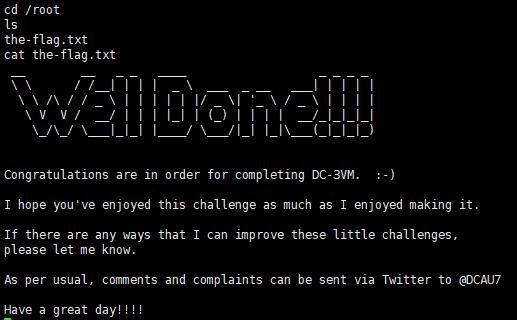 cd /root
ls
the-flag.txt
cat the-flag.txt
Well Done!!!!
Congratulations are in order for completing DC-3VM.  :-)
I hope you've enjoyed this challenge as much as I enjoyed making it.
If there are any ways that I can improve these little challenges,
please let me know.
As per usual, comments and complaints can be sent via Twitter to @DCAU7
Have a great day!!!!